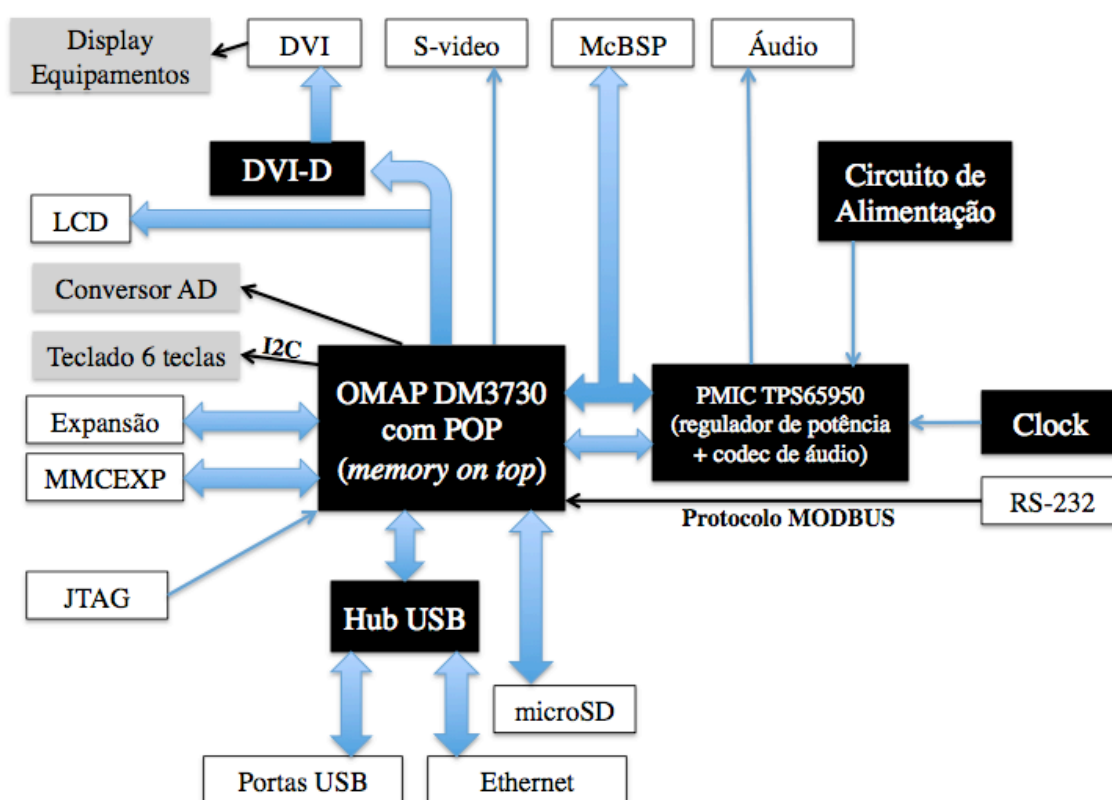 Display
Equipamentos
DVI
S-video
McBSP
Áudio
DVI-D
Circuito de
Alimentação
LCD
Conversor AD
Teclado 6 teclas
I2C
OMAP DM3730
com POP
(memory on top)
PMIC TPS65950
(regulador de potência
+ codec de áudio)
Clock
Expansão
MMCEXP
Protocolo MODBUS
RS-232
JTAG
Hub USB
microSD
Portas USB
Ethernet